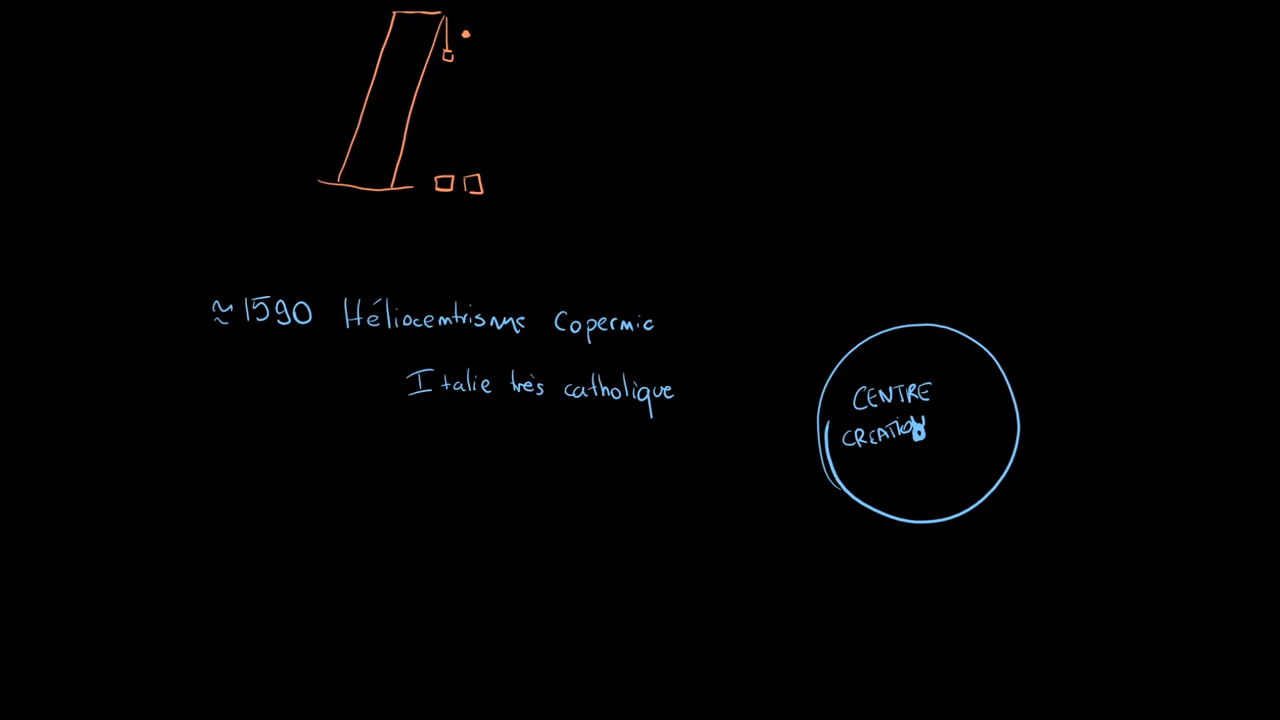 ≈1590 Héliocentrisme Copernic
Italie très catholique
CENTRE
CREATION